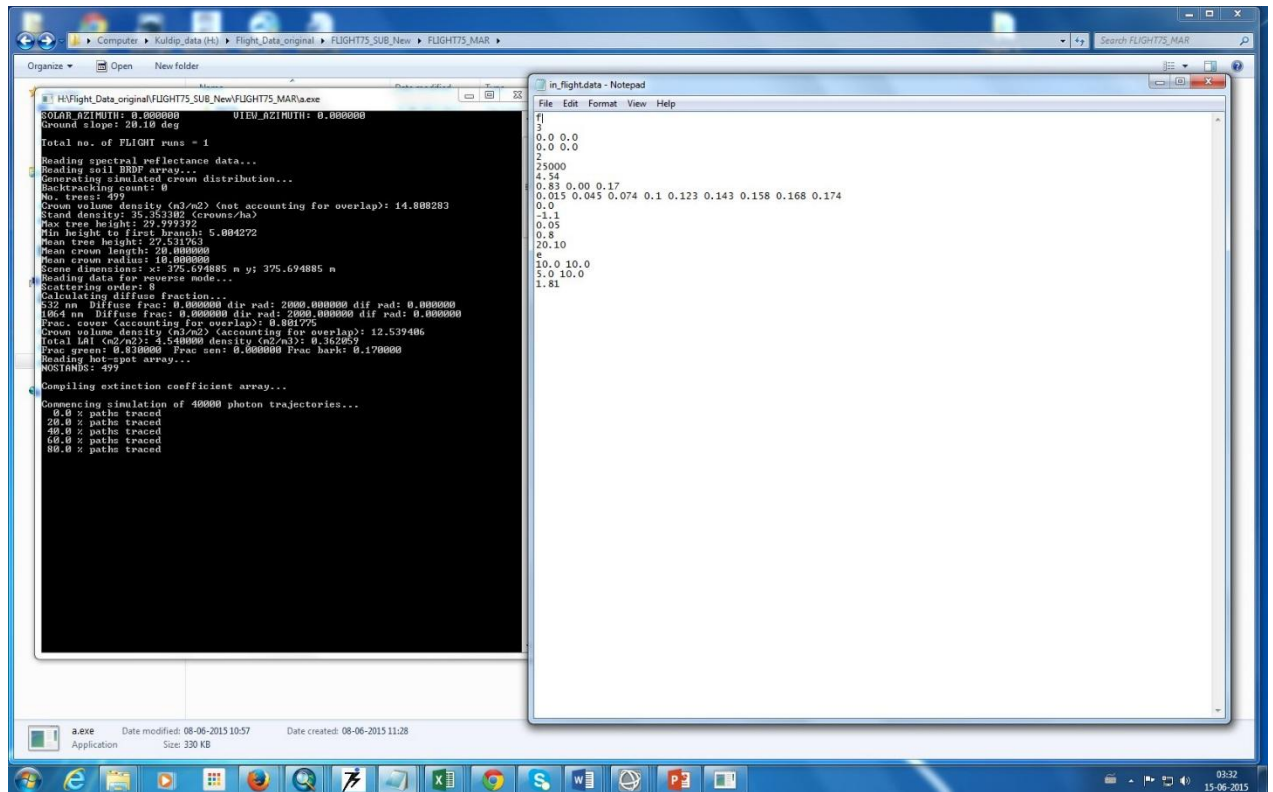 Computer ▸ Kuldip_data (H:) ▸ Flight_Data_original ▸ FLIGHT75_SUB_New ▸ FLIGHT75_MAR ▸
Search FLIGHT75_MAR
Organize ▾ Open New folder
H:\Flight_Data_original\FLIGHT75_SUB_New\FLIGHT75_MAR\a.exe
SOLAR_AZIMUTH: 0.000000 VIEW_AZIMUTH: 0.000000
Ground slope: 20.10 deg
Total no. of FLIGHT runs = 1
Reading spectral reflectance data...
Reading soil BRDF array...
Generating simulated crown distribution...
Backtracking count: 0
No. trees: 499
Crown volume density (m3/m2) (not accounting for overlap): 14.808283
Stand density: 35.353302 (crowns/ha)
Max tree height: 29.999392
Min height to first branch: 5.004272
Mean tree height: 27.531763
Mean crown length: 20.000000
Mean crown radius: 10.000000
Scene dimensions: x: 375.694885 m y; 375.694885 m
Reading data for reverse mode...
Scattering order: 8
Calculating diffuse fraction...
532 nm Diffuse frac: 0.000000 dir rad: 2000.000000 dif rad: 0.000000
1064 nm Diffuse frac: 0.000000 dir rad: 2000.000000 dif rad: 0.000000
Frac. cover (accounting for overlap): 0.801775
Crown volume density (m3/m2) (accounting for overlap): 12.539406
Total LAI (m2/m2): 4.540000 density (m2/m3): 0.362059
Frac green: 0.830000 Frac sen: 0.000000 Frac bark: 0.170000
Reading hot-spot array...
NOSTANDS: 499
Compiling extinction coefficient array...
Commencing simulation of 40000 photon trajectories...
0.0 % paths traced
20.0 % paths traced
40.0 % paths traced
60.0 % paths traced
80.0 % paths traced
in_flight.data - Notepad
File Edit Format View Help
f
3
0.0 0.0
0.0 0.0
2
25000
4.54
0.83 0.00 0.17
0.015 0.045 0.074 0.1 0.123 0.143 0.158 0.168 0.174
0.0
-1.1
0.05
0.8
20.10
e
10.0 10.0
5.0 10.0
1.81
a.exe Date modified: 08-06-2015 10:57 Date created: 08-06-2015 11:28
Application Size: 330 KB
03:32
15-06-2015